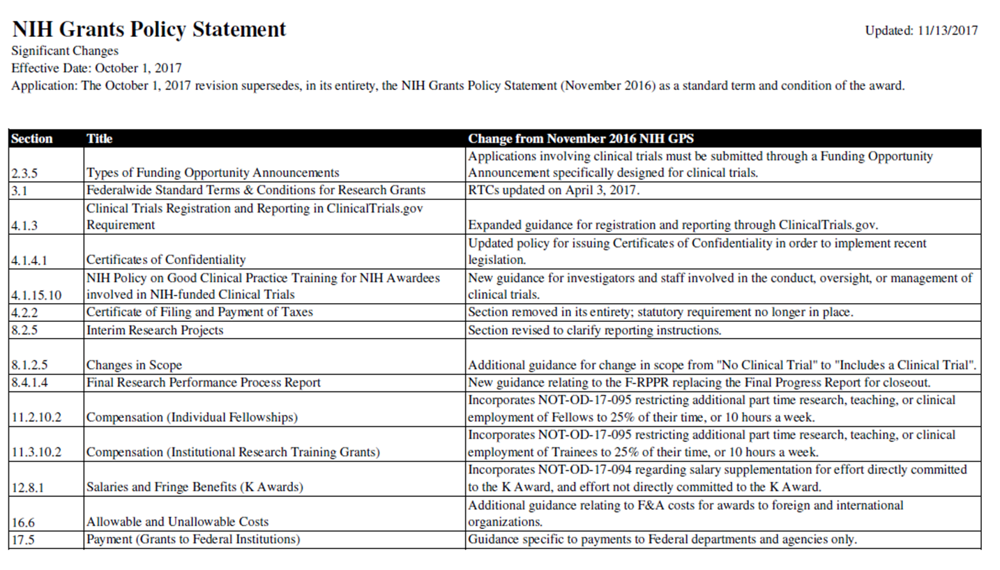 NIH Grants Policy Statement
Updated: 11/13/2017
Significant Changes
Effective Date: October 1, 2017
Application: The October 1, 2017 revision supersedes, in its entirety, the NIH Grants Policy Statement (November 2016) as a standard term and condition of the award.
Section Title Change from November 2016 NIH GPS
Applications involving clinical trials must be submitted through a Funding Opportunity
2.3.5 Types of Funding Opportunity Announcements Announcement specifically designed for clinical trials.
3.1 Federalwide Standard Terms & Conditions for Research Grants RTCs updated on April 3, 2017.
Clinical Trials Registration and Reporting in ClinicalTrials.gov
4.1.3 Requirement Expanded guidance for registration and reporting through ClinicalTrials.gov.
Updated policy for issuing Certificates of Confidentiality in order to implement recent
4.1.4.1 Certificates of Confidentiality legislation.
NIH Policy on Good Clinical Practice Training for NIH Awardees New guidance for investigators and staff involved in the conduct, oversight, or management of
4.1.15.10 involved in NIH-funded Clinical Trials clinical trials.
4.2.2 Certificate of Filing and Payment of Taxes Section removed in its entirety; statutory requirement no longer in place.
8.2.5 Interim Research Projects Section revised to clarify reporting instructions.
8.1.2.5 Changes in Scope Additional guidance for change in scope from "No Clinical Trial" to "Includes a Clinical Trial".
8.4.1.4 Final Research Performance Process Report New guidance relating to the F-RPPR replacing the Final Progress Report for closeout.
Incorporates NOT-OD-17-095 restricting additional part time research, teaching, or clinical
11.2.10.2 Compensation (Individual Fellowships) employment of Fellows to 25% of their time, or 10 hours a week.
Incorporates NOT-OD-17-095 restricting additional part time research, teaching, or clinical
11.3.10.2 Compensation (Institutional Research Training Grants) employment of Trainees to 25% of their time, or 10 hours a week.
Incorporates NOT-OD-17-094 regarding salary supplementation for effort directly committed
12.8.1 Salaries and Fringe Benefits (K Awards) to the K Award, and effort not directly committed to the K Award.
Additional guidance relating to F&A costs for awards to foreign and international
16.6 Allowable and Unallowable Costs organizations.
17.5 Payment (Grants to Federal Institutions) Guidance specific to payments to Federal departments and agencies only.